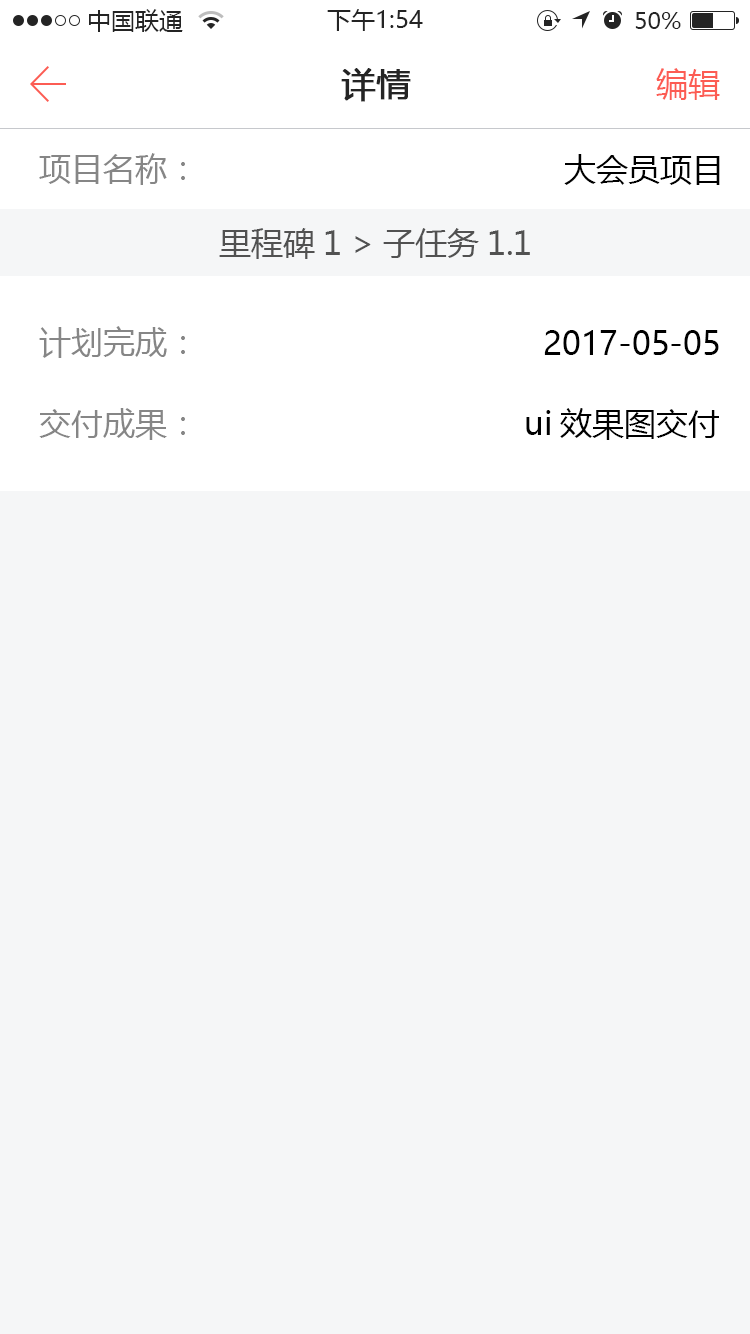 中国联通 下午1:54 50%
详情 编辑
项目名称： 大会员项目
里程碑 1 > 子任务 1.1
计划完成： 2017-05-05
交付成果： ui 效果图交付